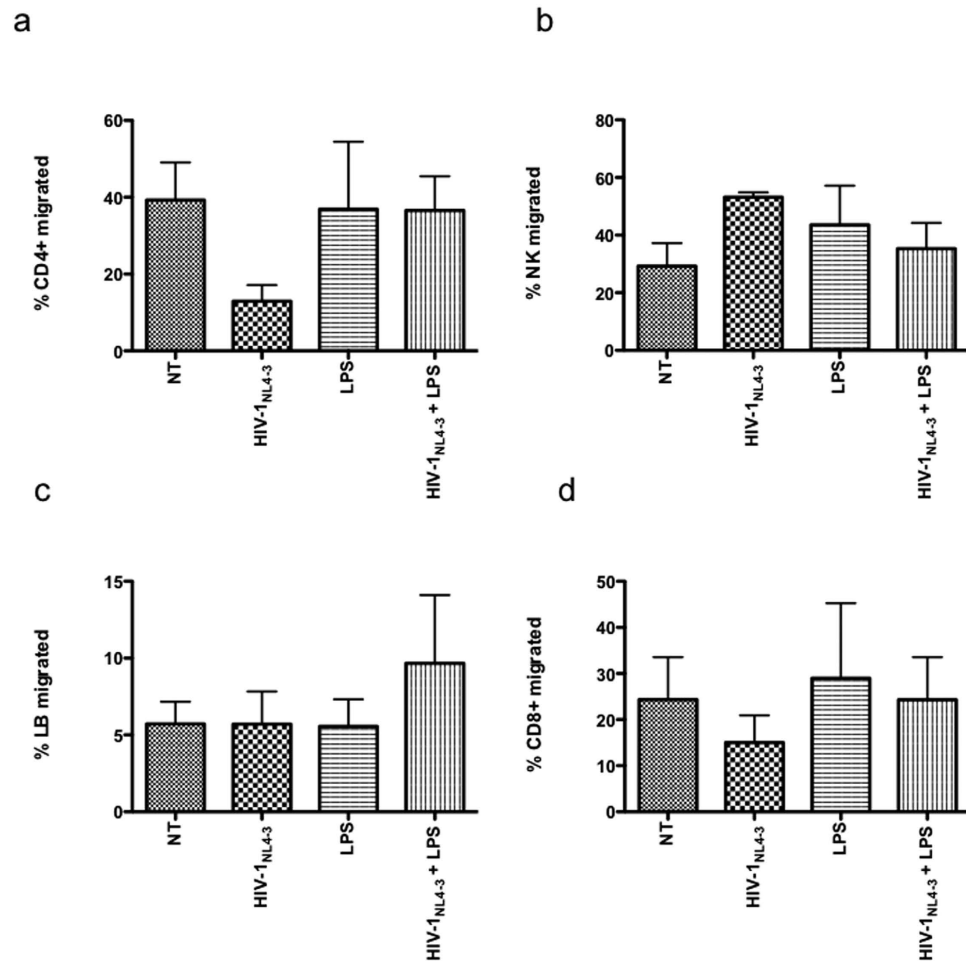 a
% CD4+ migrated
60
40
20
0
NT
HIV-1NL4-3
LPS
HIV-1NL4-3 + LPS
b
% NK migrated
80
60
40
20
0
NT
HIV-1NL4-3
LPS
HIV-1NL4-3 + LPS
c
% LB migrated
15
10
5
0
NT
HIV-1NL4-3
LPS
HIV-1NL4-3 + LPS
d
% CD8+ migrated
50
40
30
20
10
0
NT
HIV-1NL4-3
LPS
HIV-1NL4-3 + LPS